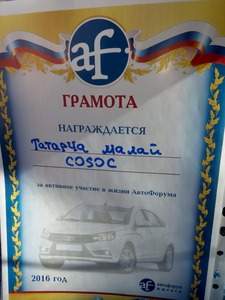 af
ГРАМОТА
НАГРАЖДАЕТСЯ
Татарча малай
COSOC
за активное участие в жизни АвтоФорума
2016 год
af